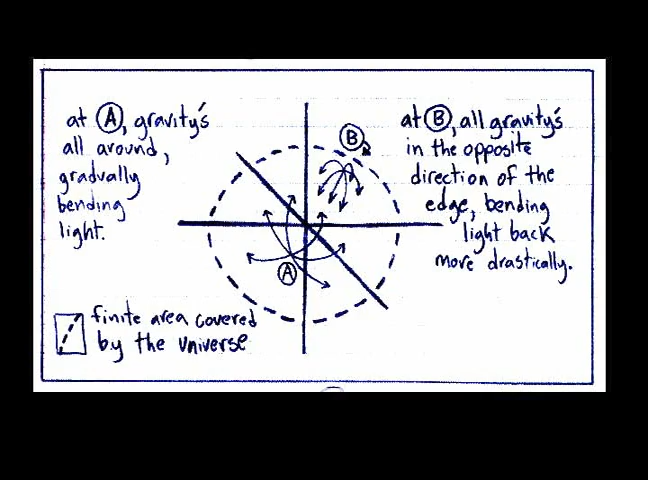 at Ⓐ, gravity's
all around,
gradually
bending
light.
B
at Ⓑ, all gravity's
in the opposite
direction of the
edge, bending
light back
more drastically.
A
finite area covered
by the universe